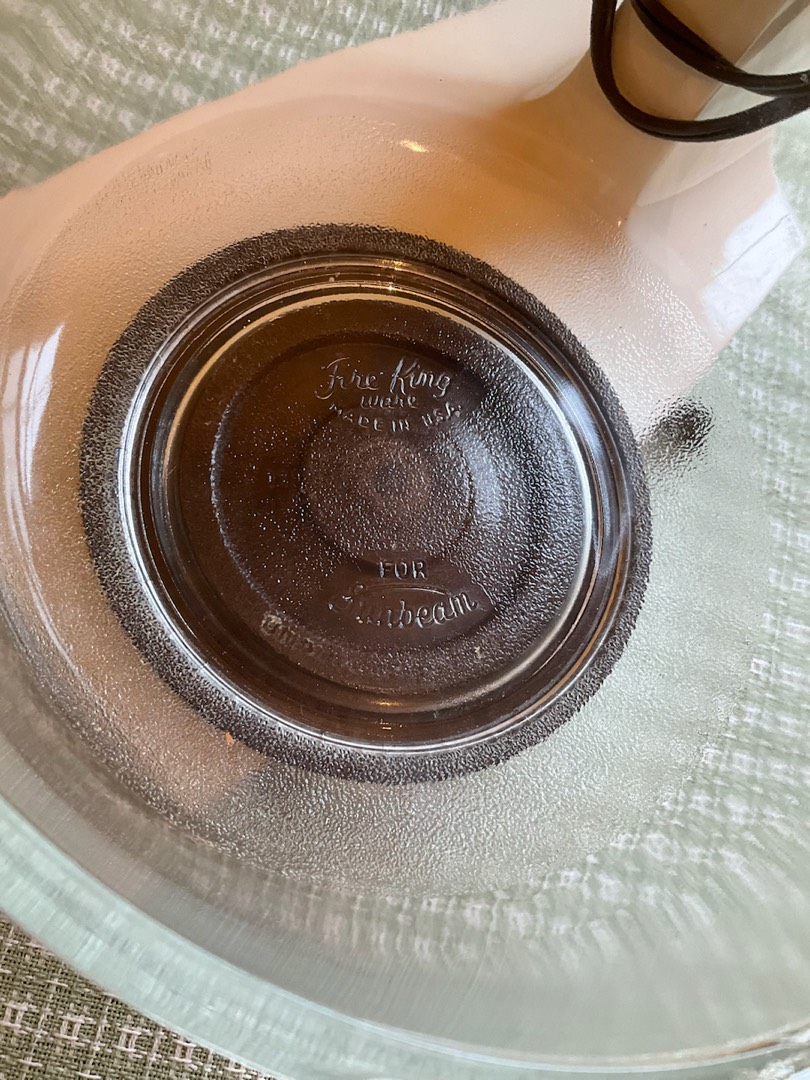 Fire King
ware
MADE IN U.S.A.
FOR
Sunbeam